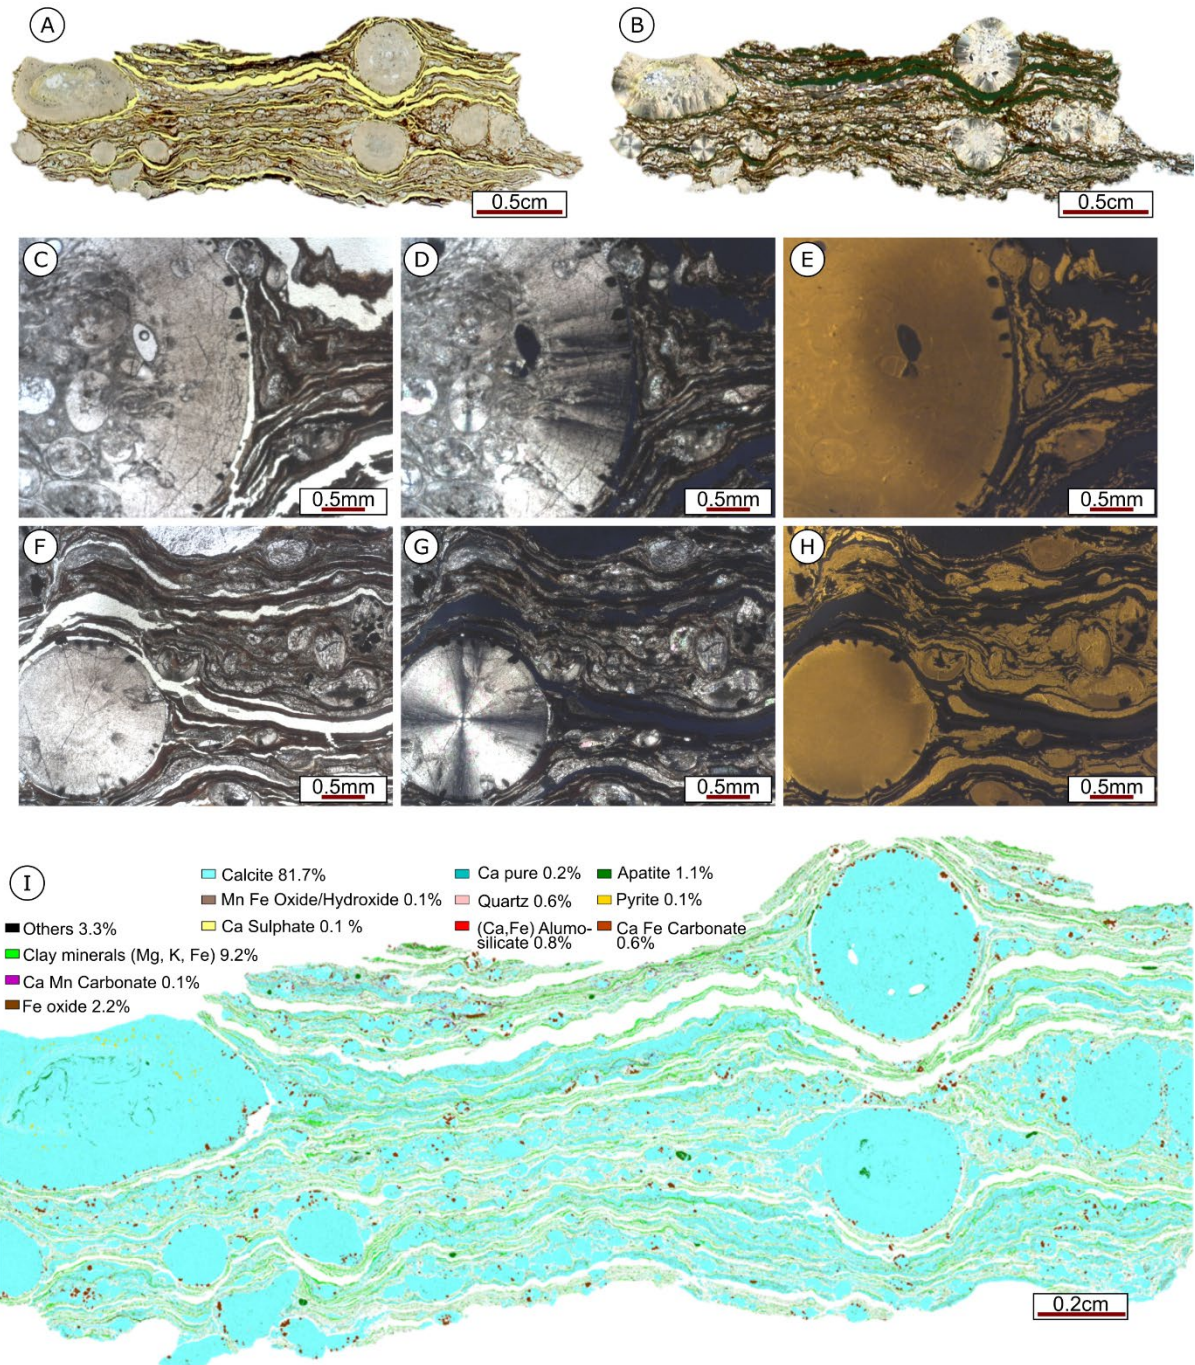 A
B
0.5cm
0.5cm
C
D
E
0.5mm
0.5mm
0.5mm
F
G
H
0.5mm
0.5mm
0.5mm
I
Calcite 81.7%
Mn Fe Oxide/Hydroxide 0.1%
Ca Sulphate 0.1 %
Ca pure 0.2%
Quartz 0.6%
(Ca,Fe) Alumo-
silicate 0.8%
Apatite 1.1%
Pyrite 0.1%
Ca Fe Carbonate
0.6%
Others 3.3%
Clay minerals (Mg, K, Fe) 9.2%
Ca Mn Carbonate 0.1%
Fe oxide 2.2%
0.2cm